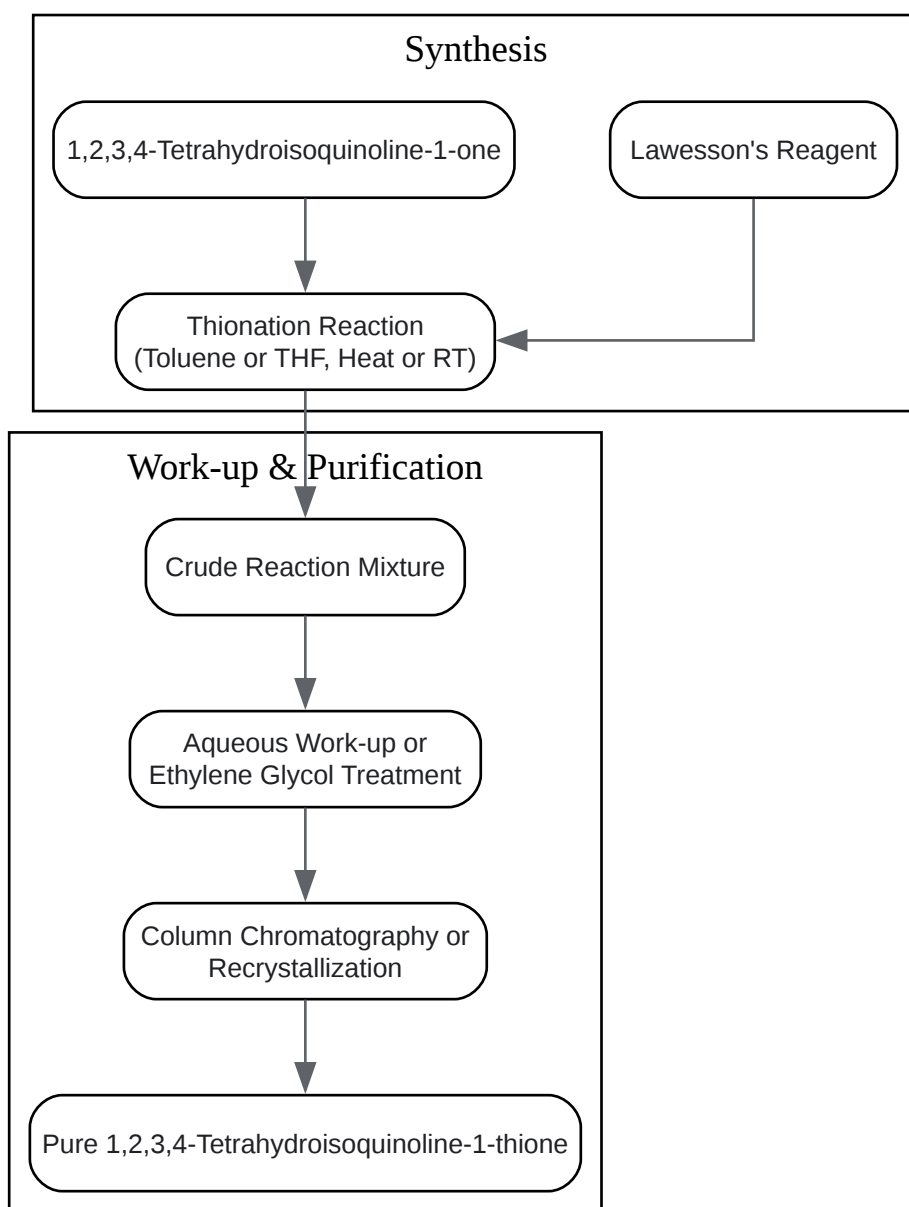 Synthesis
1,2,3,4-Tetrahydroisoquinoline-1-one
Lawesson's Reagent
Thionation Reaction
(Toluene or THF, Heat or RT)
Work-up & Purification
Crude Reaction Mixture
Aqueous Work-up or
Ethylene Glycol Treatment
Column Chromatography or
Recrystallization
Pure 1,2,3,4-Tetrahydroisoquinoline-1-thione